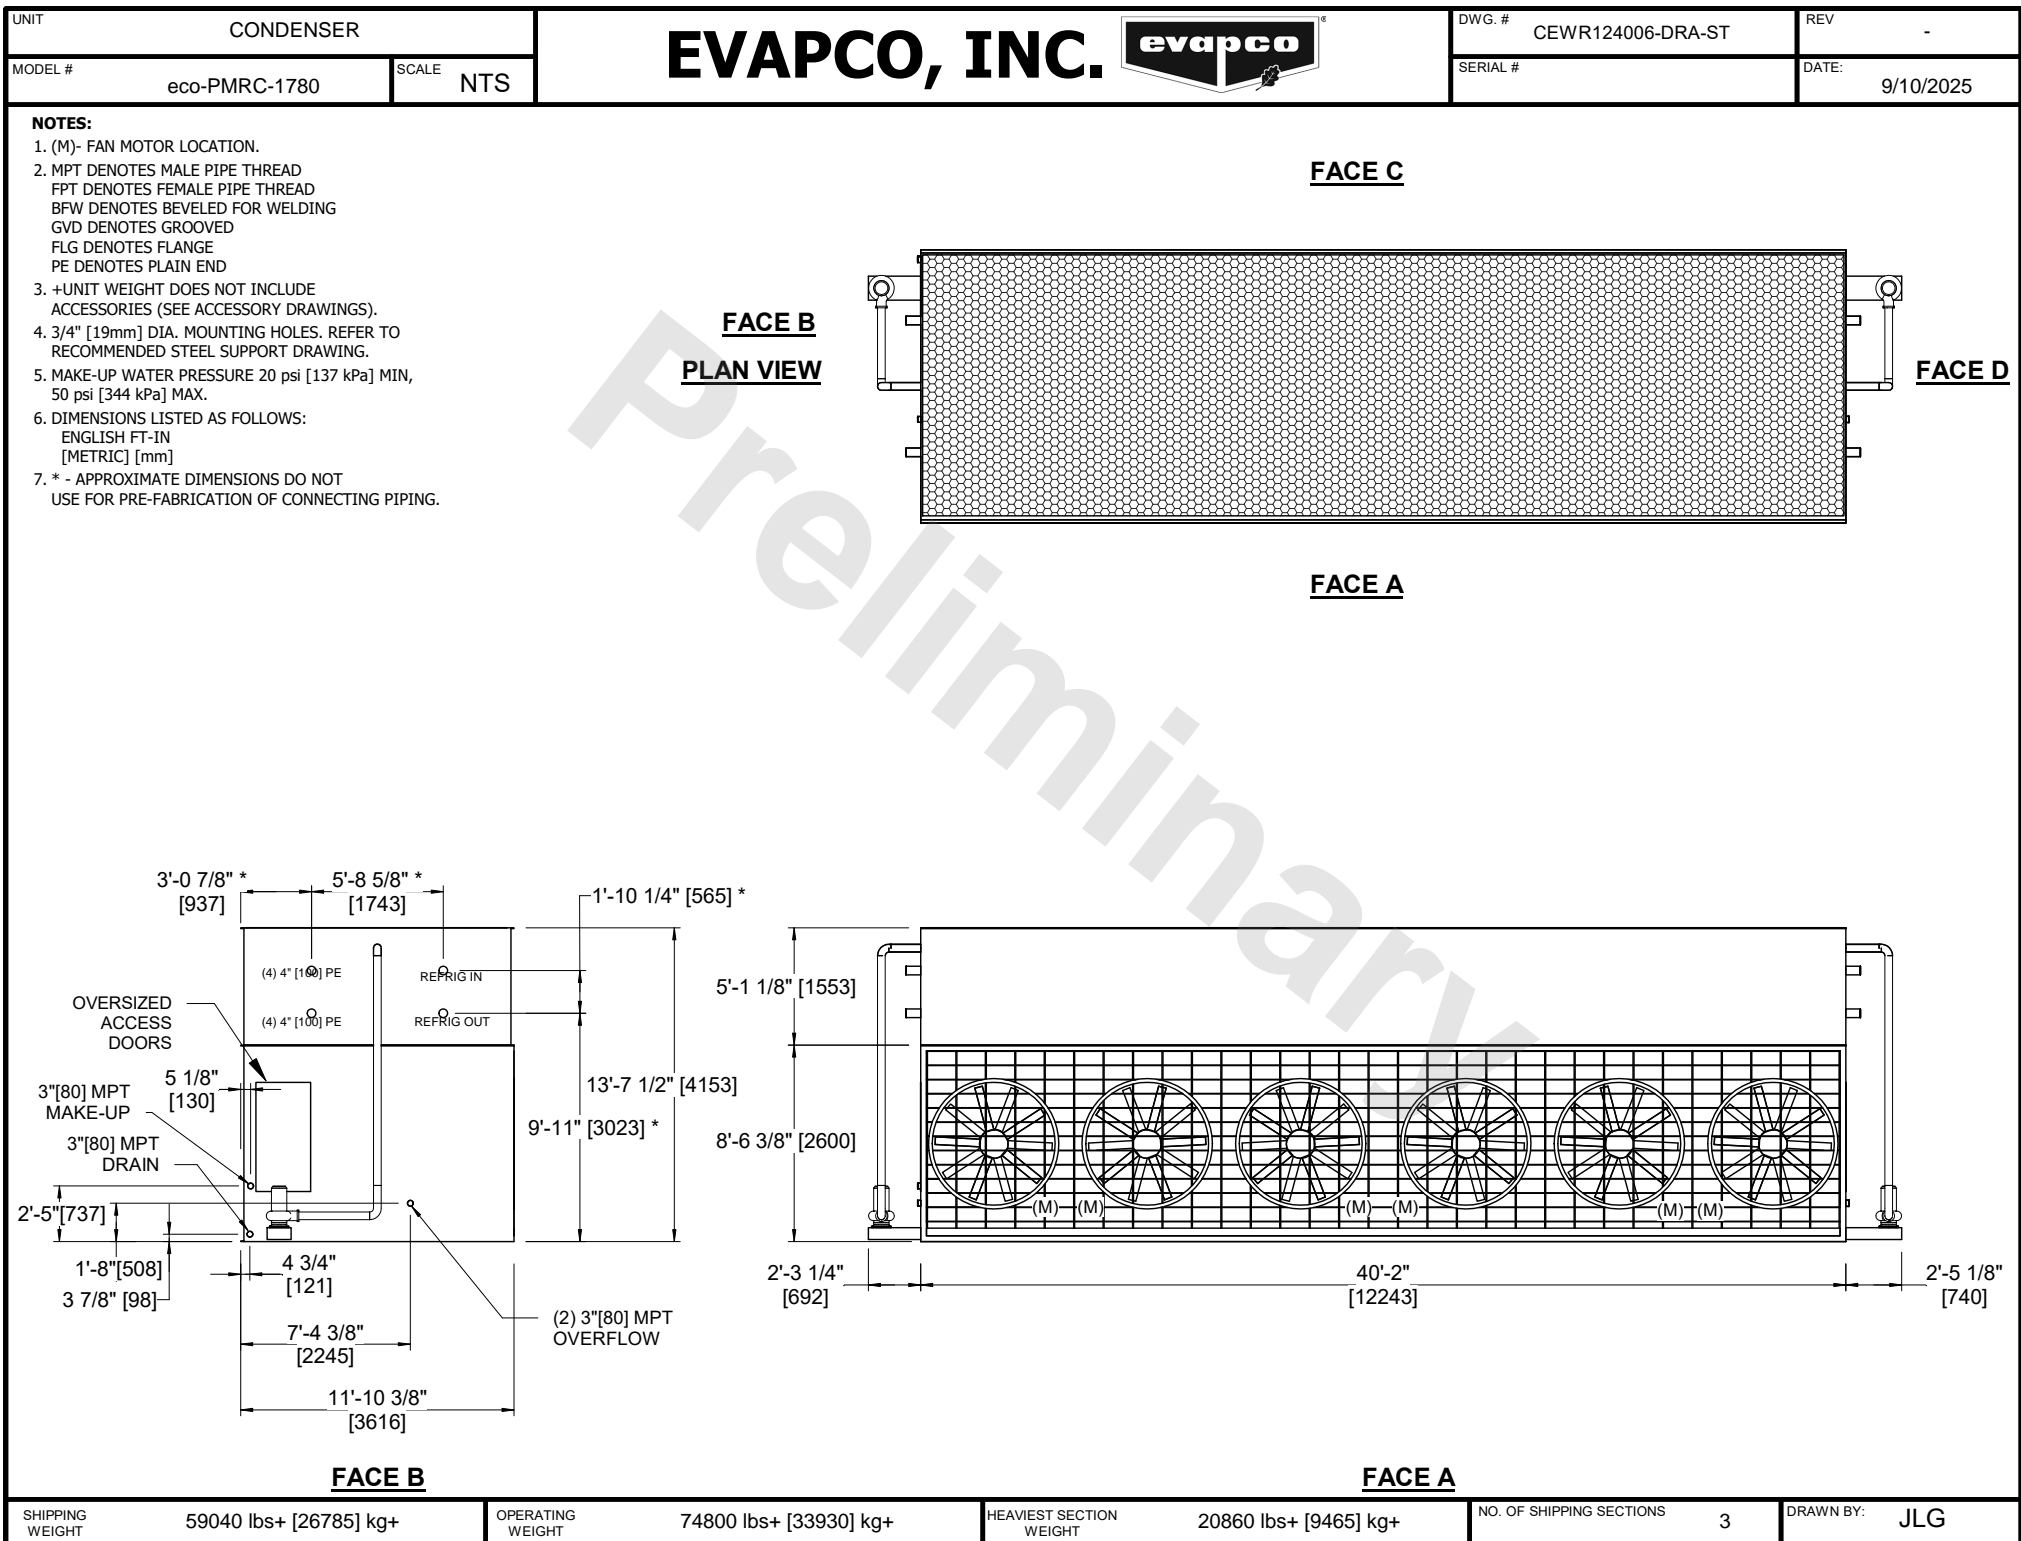 UNIT
CONDENSER
MODEL #
eco-PMRC-1780
SCALE
NTS
EVAPCO, INC.
evapco
®
DWG. #
CEWR124006-DRA-ST
REV
-
SERIAL #
DATE:
9/10/2025
NOTES:
1. (M)- FAN MOTOR LOCATION.
2. MPT DENOTES MALE PIPE THREAD
FPT DENOTES FEMALE PIPE THREAD
BFW DENOTES BEVELED FOR WELDING
GVD DENOTES GROOVED
FLG DENOTES FLANGE
PE DENOTES PLAIN END
3. +UNIT WEIGHT DOES NOT INCLUDE
ACCESSORIES (SEE ACCESSORY DRAWINGS).
4. 3/4" [19mm] DIA. MOUNTING HOLES. REFER TO
RECOMMENDED STEEL SUPPORT DRAWING.
5. MAKE-UP WATER PRESSURE 20 psi [137 kPa] MIN,
50 psi [344 kPa] MAX.
6. DIMENSIONS LISTED AS FOLLOWS:
ENGLISH FT-IN
[METRIC] [mm]
7. * - APPROXIMATE DIMENSIONS DO NOT
USE FOR PRE-FABRICATION OF CONNECTING PIPING.
FACE C
FACE B
PLAN VIEW
FACE D
FACE A
Preliminary
3'-0 7/8" *
[937]
5'-8 5/8" *
[1743]
1'-10 1/4" [565] *
(4) 4" [100] PE
REFRIG IN
(4) 4" [100] PE
REFRIG OUT
OVERSIZED
ACCESS
DOORS
3"[80] MPT
MAKE-UP
5 1/8"
[130]
3"[80] MPT
DRAIN
13'-7 1/2" [4153]
9'-11" [3023] *
2'-5"[737]
1'-8"[508]
3 7/8" [98]
4 3/4"
[121]
7'-4 3/8"
[2245]
(2) 3"[80] MPT
OVERFLOW
11'-10 3/8"
[3616]
FACE B
5'-1 1/8" [1553]
8'-6 3/8" [2600]
(M) (M) (M) (M) (M) (M)
2'-3 1/4"
[692]
40'-2"
[12243]
2'-5 1/8"
[740]
FACE A
SHIPPING
WEIGHT
59040 lbs+ [26785] kg+
OPERATING
WEIGHT
74800 lbs+ [33930] kg+
HEAVIEST SECTION
WEIGHT
20860 lbs+ [9465] kg+
NO. OF SHIPPING SECTIONS
3
DRAWN BY:
JLG